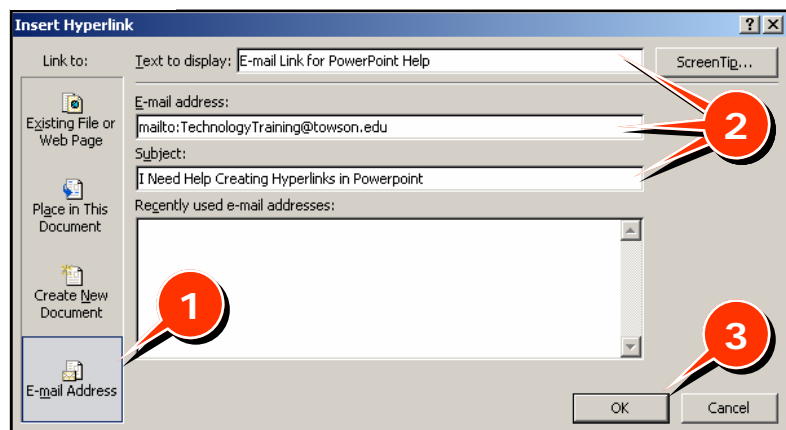 Insert Hyperlink
Link to:
Text to display: E-mail Link for PowerPoint Help
ScreenTip...
Existing File or
Web Page
E-mail address:
mailto:TechnologyTraining@towson.edu
2
Subject:
I Need Help Creating Hyperlinks in Powerpoint
Place in This
Document
Recently used e-mail addresses:
Create New
Document
1
3
E-mail Address
OK
Cancel